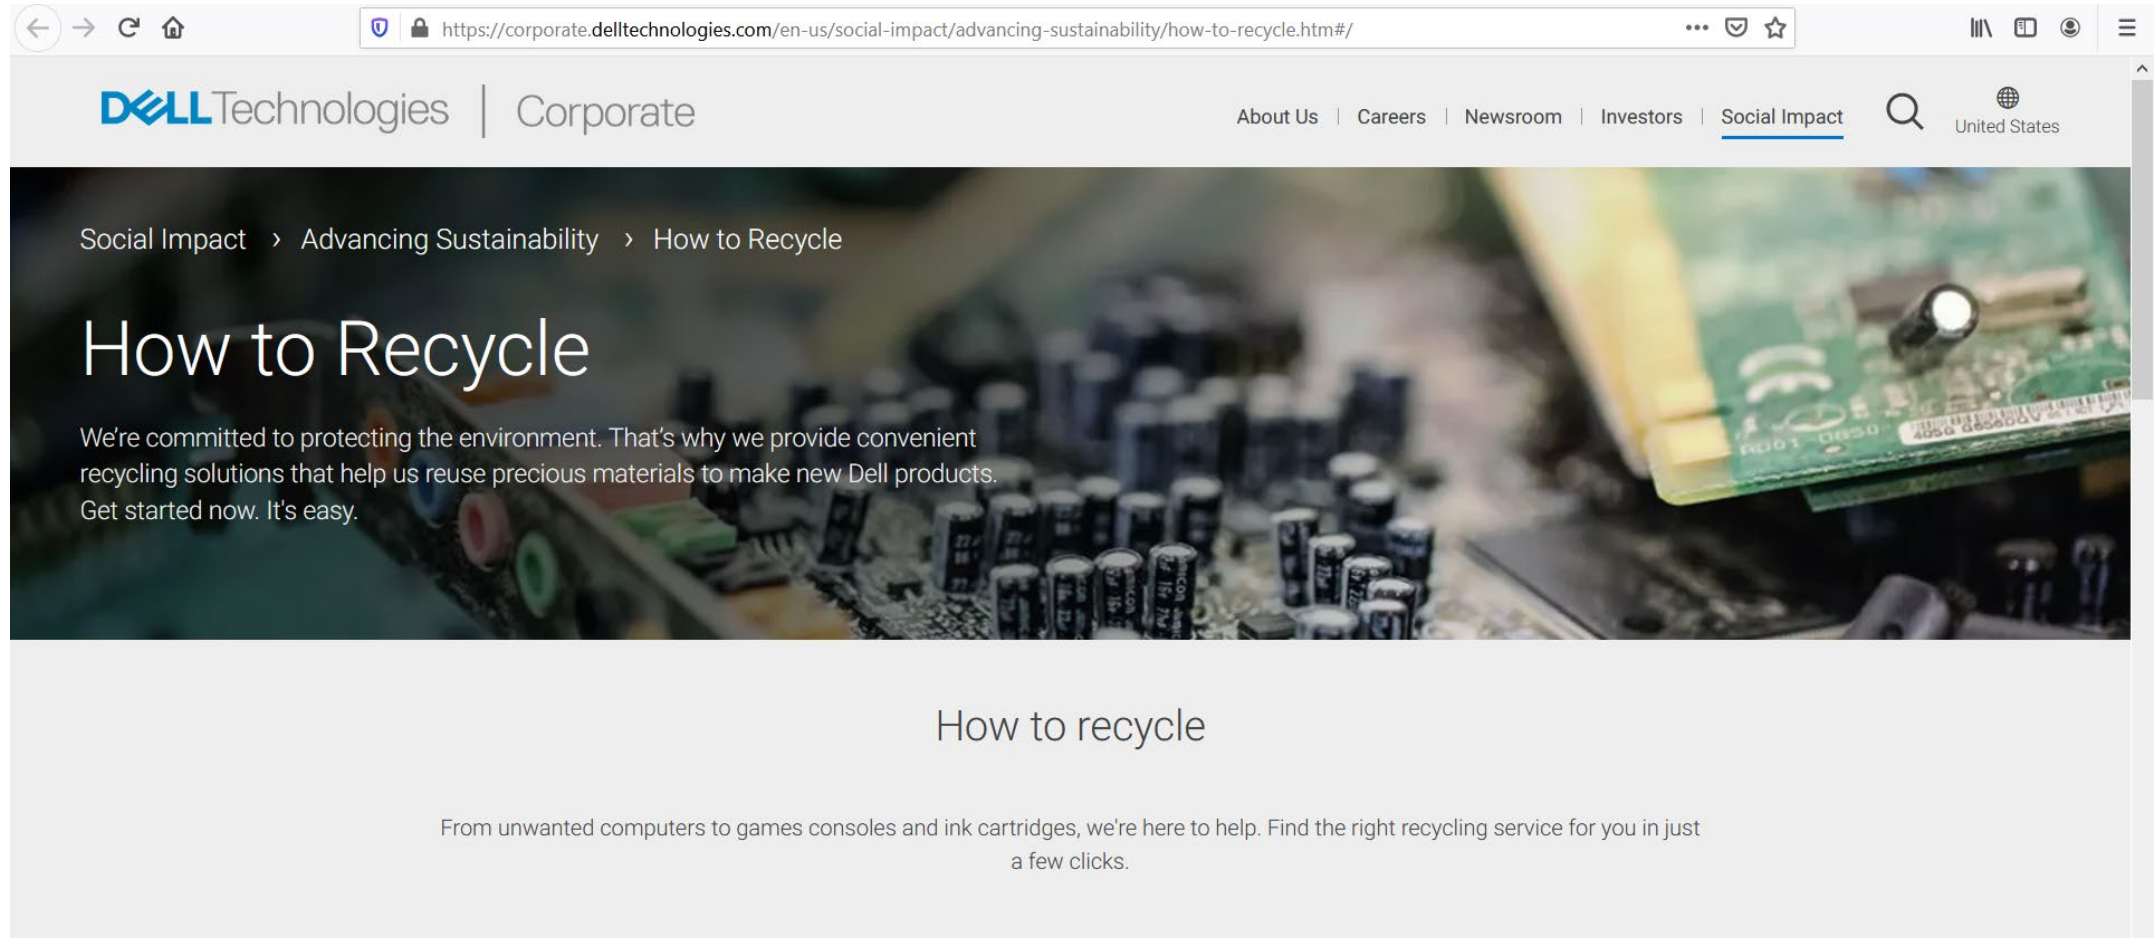 https://corporate.delltechnologies.com/en-us/social-impact/advancing-sustainability/how-to-recycle.htm#/
DELLTechnologies | Corporate
About Us | Careers | Newsroom | Investors | Social Impact
United States
Social Impact > Advancing Sustainability > How to Recycle
How to Recycle
We're committed to protecting the environment. That's why we provide convenient
recycling solutions that help us reuse precious materials to make new Dell products.
Get started now. It's easy.
How to recycle
From unwanted computers to games consoles and ink cartridges, we're here to help. Find the right recycling service for you in just
a few clicks.